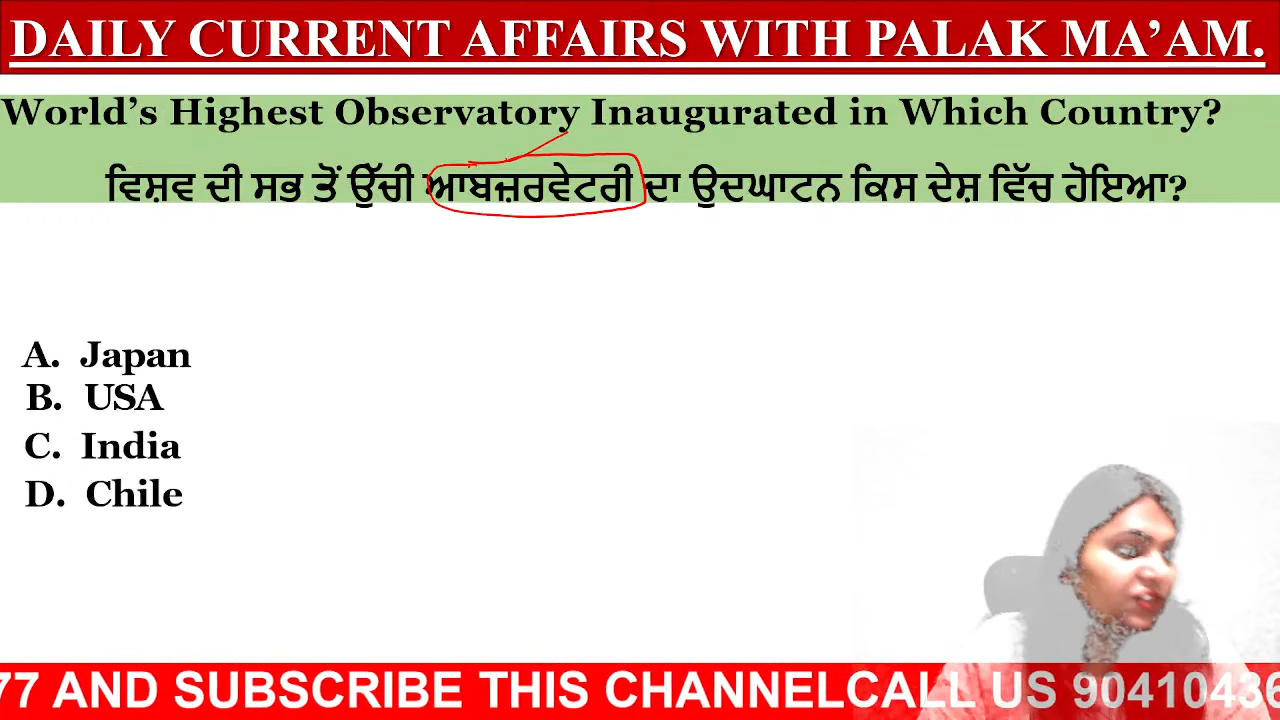 DAILY CURRENT AFFAIRS WITH PALAK MA’AM.
World’s Highest Observatory Inaugurated in Which Country?
ਵਿਸ਼ਵ ਦੀ ਸਭ ਤੋਂ ਉੱਚੀ ਆਬਜ਼ਰਵੇਟਰੀ ਦਾ ਉਦਘਾਟਨ ਕਿਸ ਦੇਸ਼ ਵਿੱਚ ਹੋਇਆ?
A. Japan
B. USA
C. India
D. Chile
77 AND SUBSCRIBE THIS CHANNELCALL US 90410436